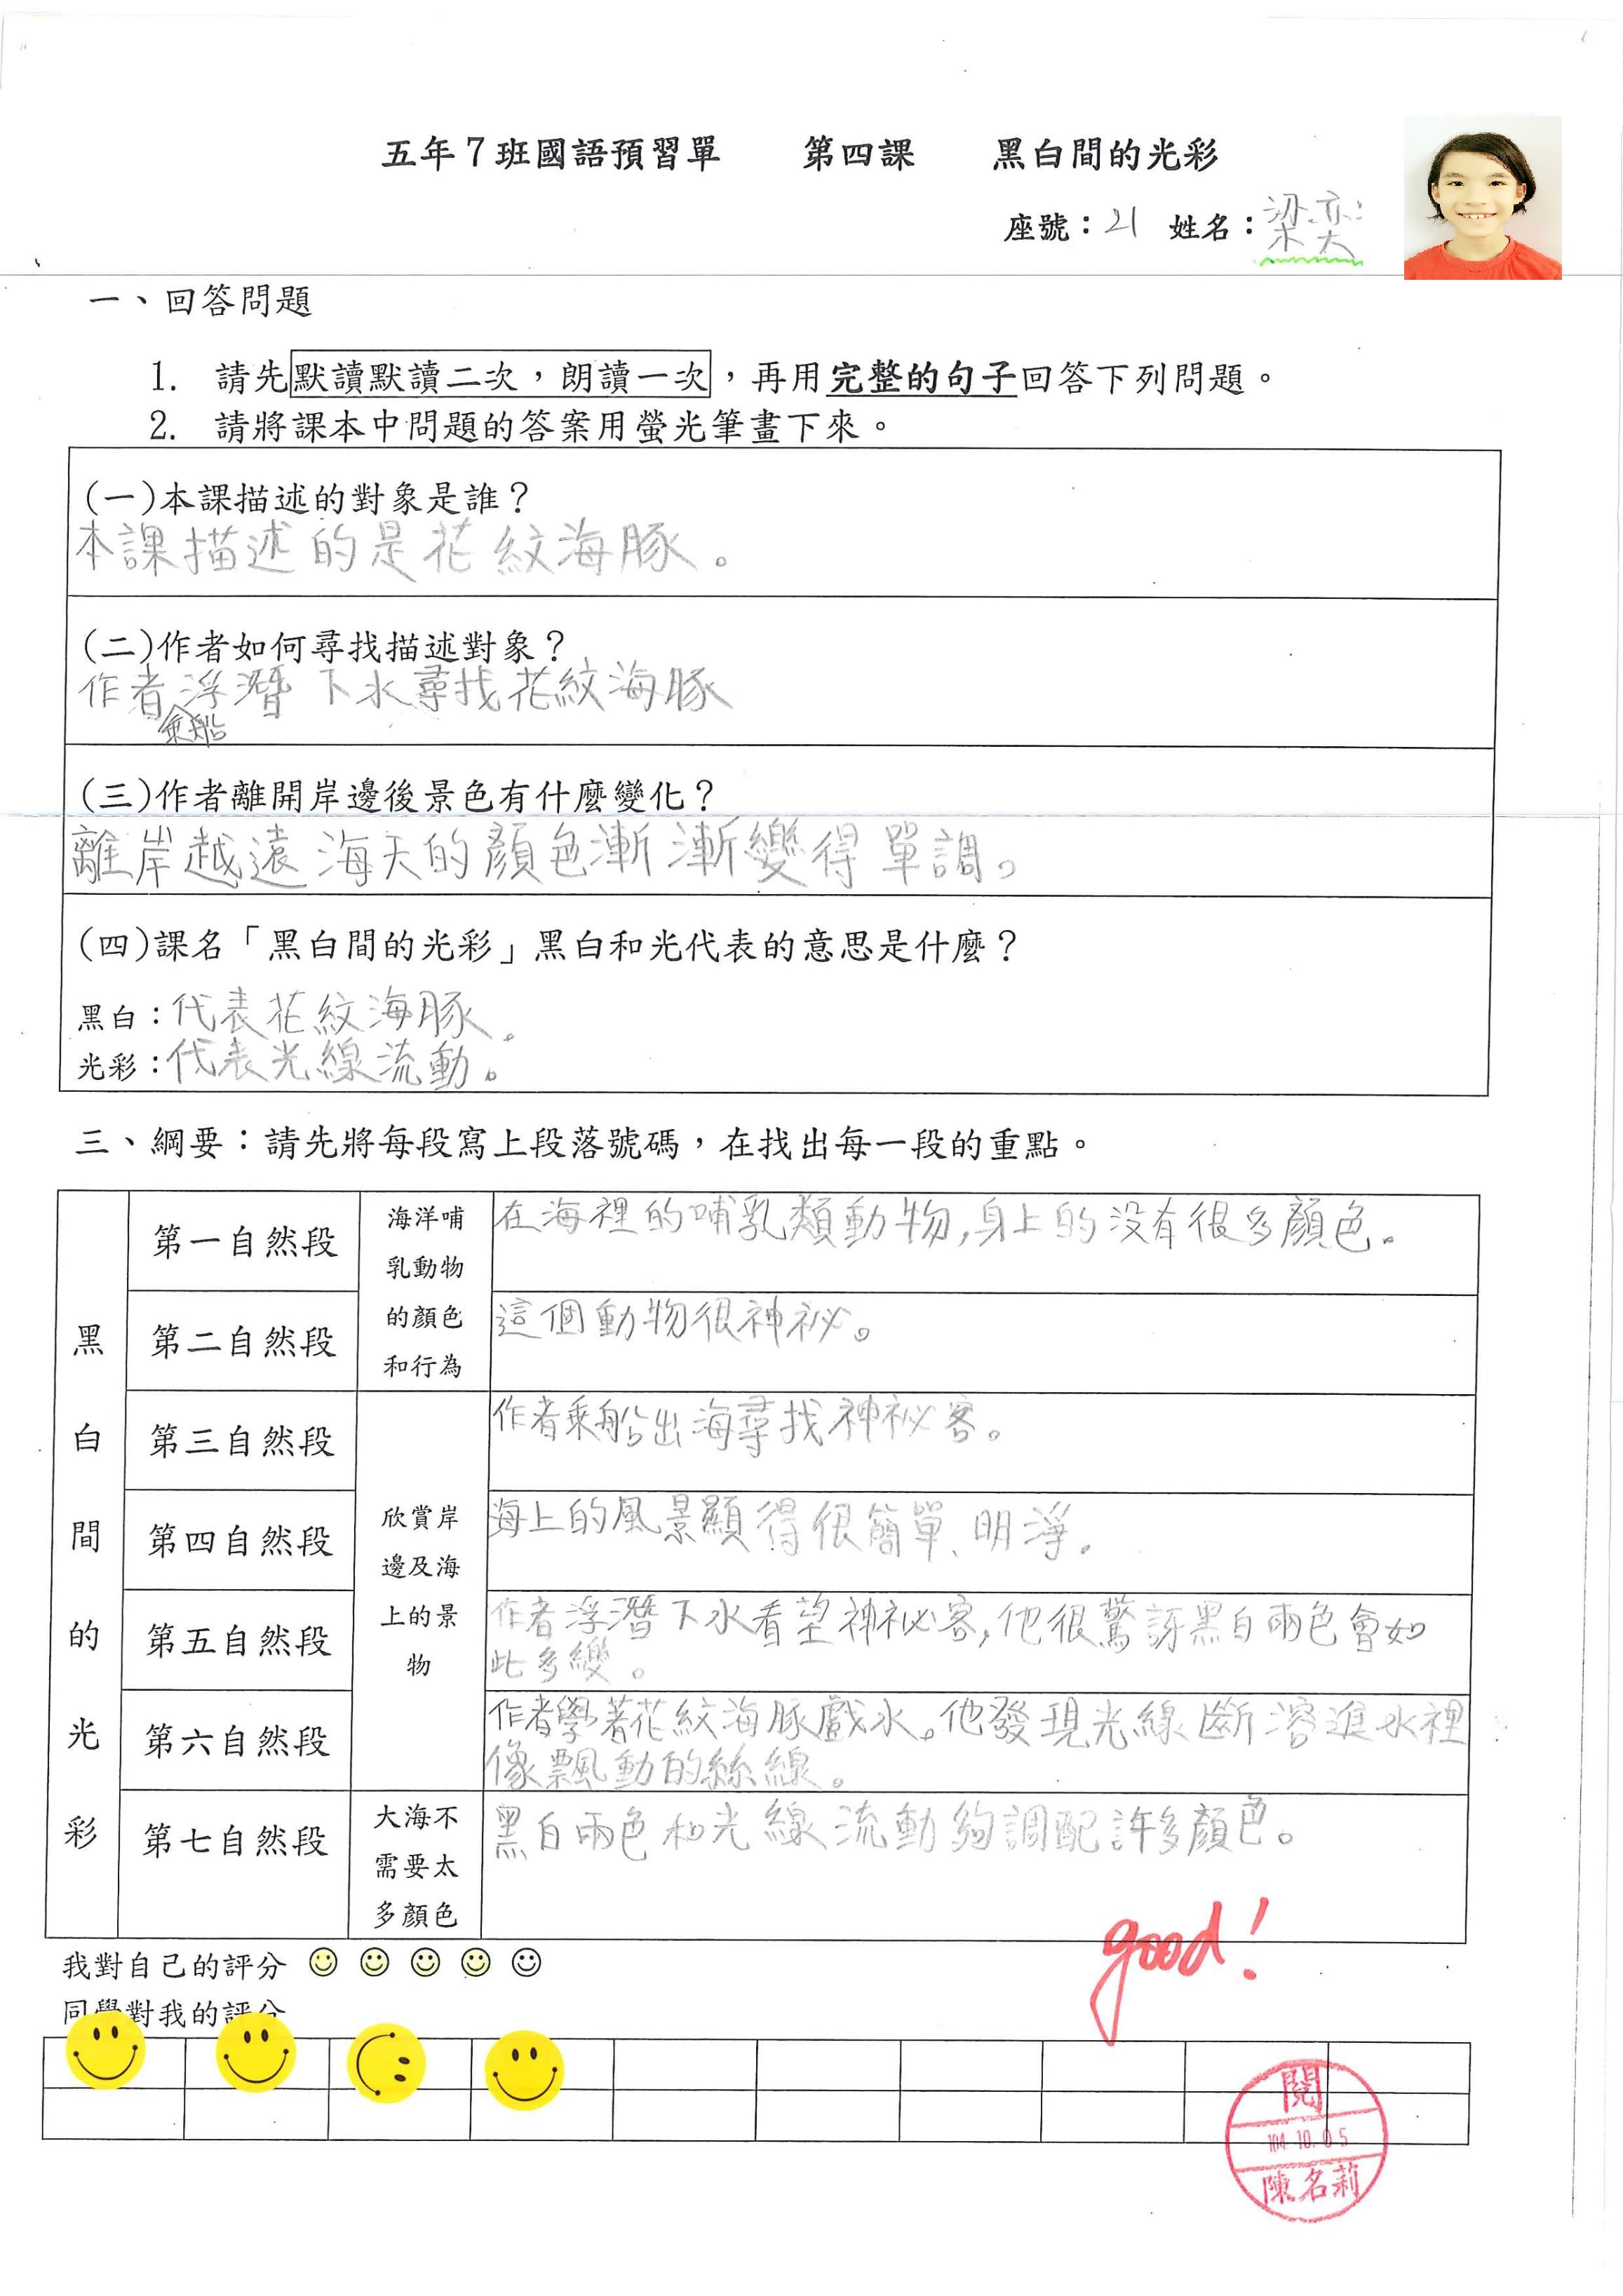 五年7班國語預習單 第四課 黑白間的光彩
座號：21 姓名：梁奕
一、回答問題
1. 請先默讀默讀二次，朗讀一次，再用完整的句子回答下列問題。
2. 請將課本中問題的答案用螢光筆畫下來。
(一)本課描述的對象是誰？
本課描述的是花紋海豚。
(二)作者如何尋找描述對象？
作者浮潛下水尋找花紋海豚
乘船
(三)作者離開岸邊後景色有什麼變化？
離岸越遠海天的顏色漸漸變得單調。
(四)課名「黑白間的光彩」黑白和光代表的意思是什麼？
黑白：代表花紋海豚。
光彩：代表光線流動。
三、綱要：請先將每段寫上段落號碼，在找出每一段的重點。
黑白間的光彩
第一自然段
海洋哺
乳動物
的顏色
和行為
在海裡的哺乳類動物,身上的沒有很多顏色。
第二自然段
這個動物很神祕。
第三自然段
欣賞岸
邊及海
上的景
物
作者乘船出海尋找神祕客。
第四自然段
海上的風景顯得很簡單、明淨。
第五自然段
作者浮潛下水看望神祕客,他很驚訝黑白兩色會如
此多變。
第六自然段
作者學著花紋海豚戲水。他發現光線斷溶進水裡
像飄動的絲線。
第七自然段
大海不
需要太
多顏色
黑白兩色和光線流動夠調配許多顏色。
good!
我對自己的評分
同學對我的評分
閱
104.10.05
陳名莉